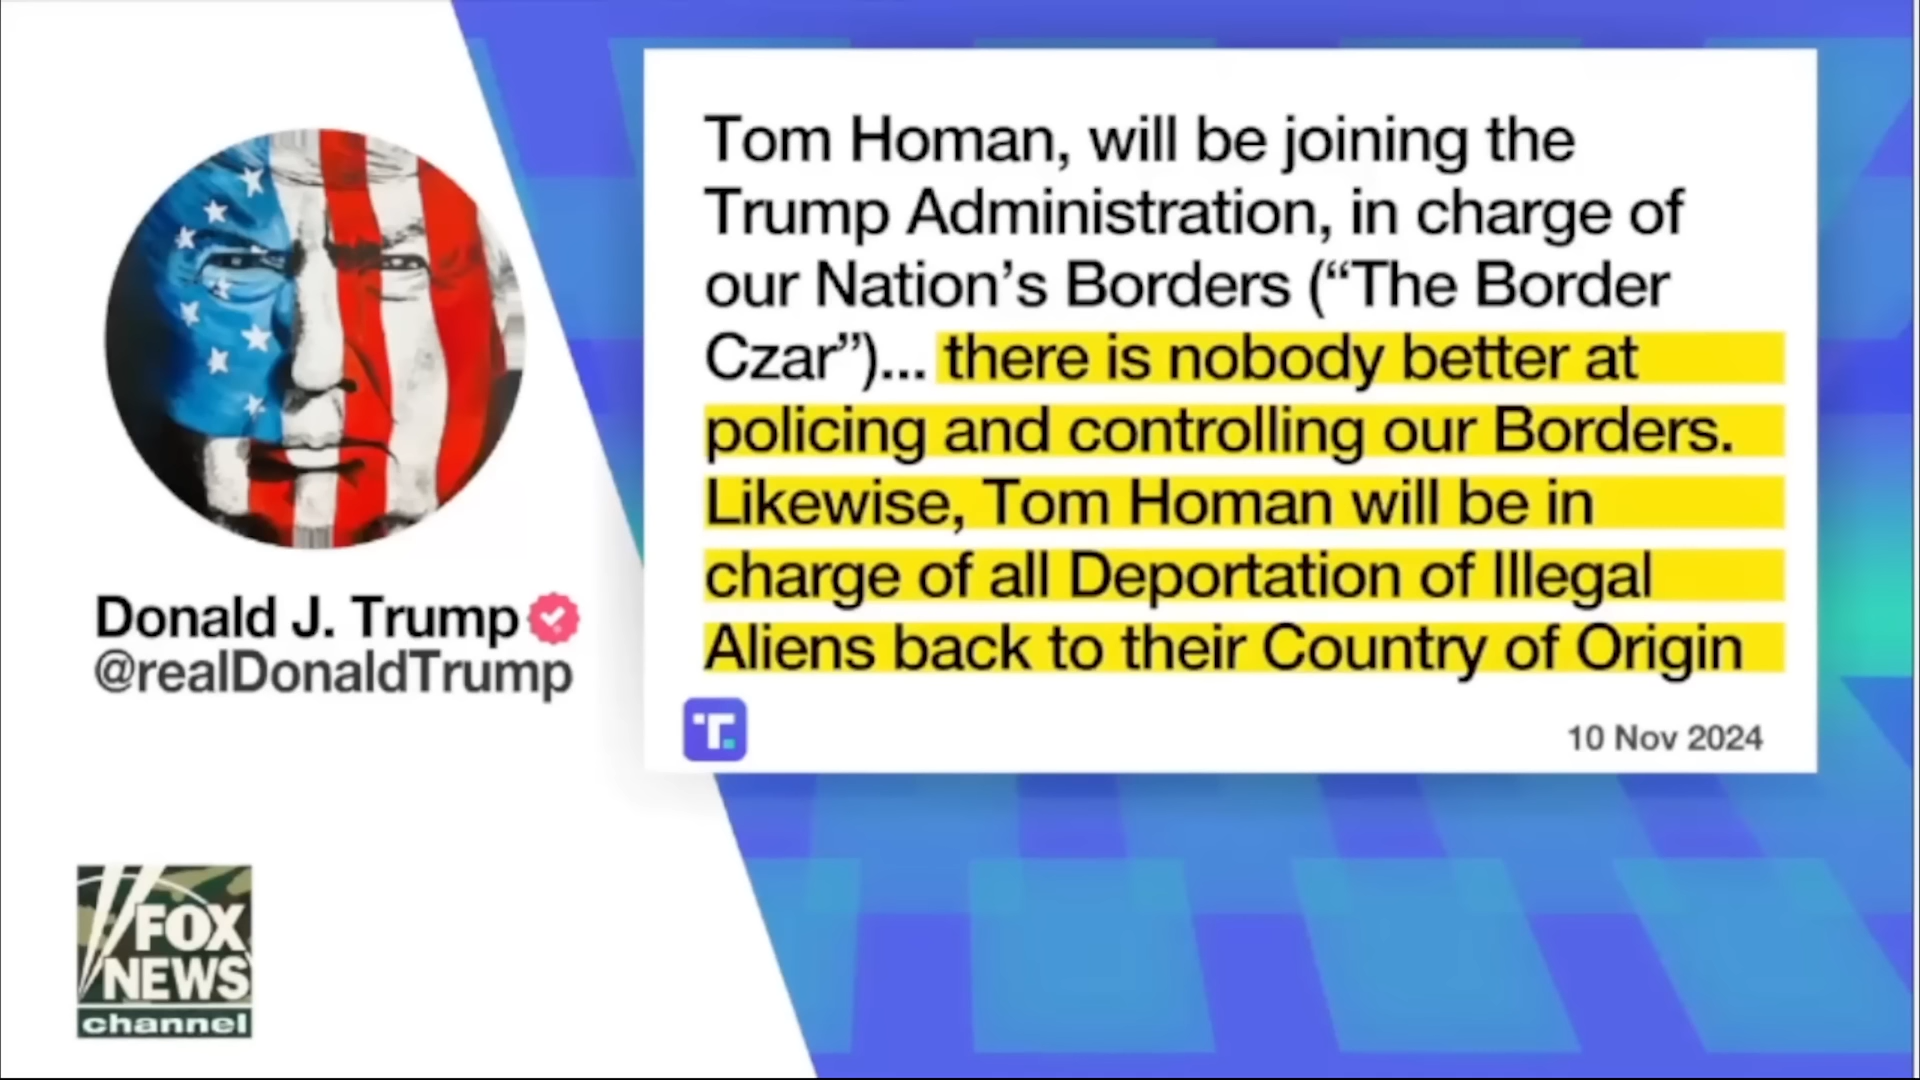 Tom Homan, will be joining the
Trump Administration, in charge of
our Nation’s Borders (“The Border
Czar”)... there is nobody better at
policing and controlling our Borders.
Likewise, Tom Homan will be in
charge of all Deportation of Illegal
Aliens back to their Country of Origin
T.
10 Nov 2024
Donald J. Trump
@realDonaldTrump
FOX
NEWS
channel